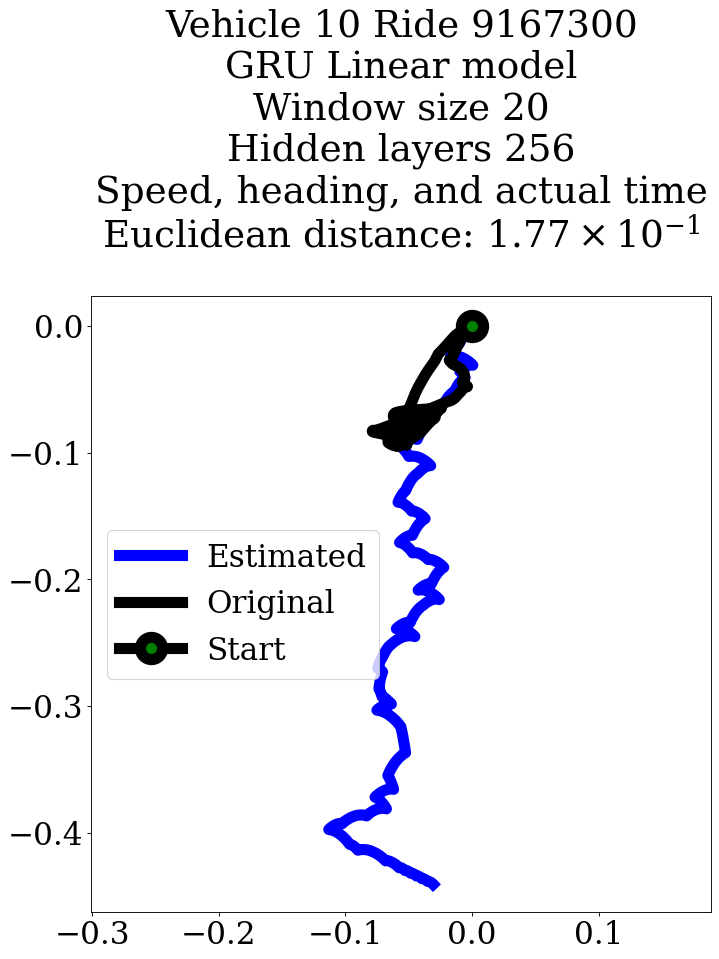 Vehicle 10 Ride 9167300
GRU Linear model
Window size 20
Hidden layers 256
Speed, heading, and actual time
Euclidean distance: 1.77 × 10⁻¹
0.0
−0.1
−0.2
−0.3
−0.4
Estimated
Original
Start
−0.3 −0.2 −0.1 0.0 0.1